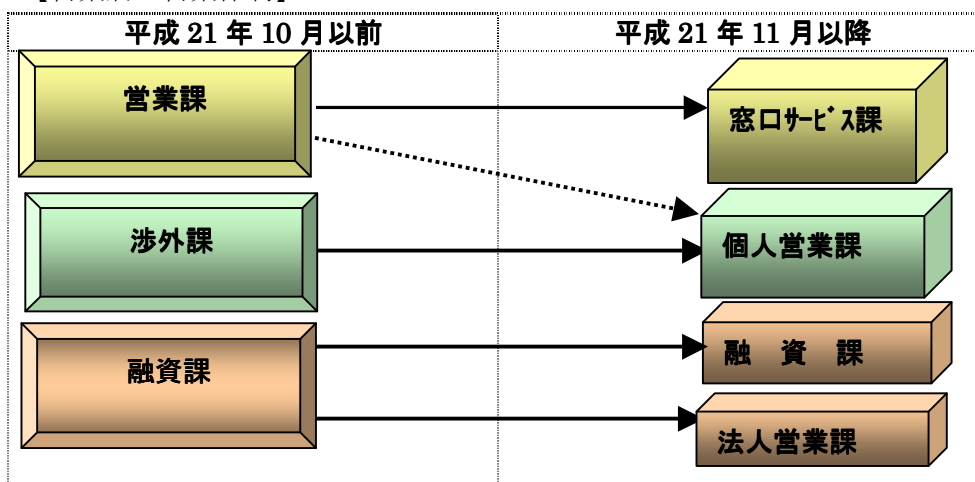 平成 21 年 10 月以前
平成 21 年 11 月以降
営業課
窓口ｻｰﾋﾞｽ課
渉外課
個人営業課
融資課
融　資　課
法人営業課